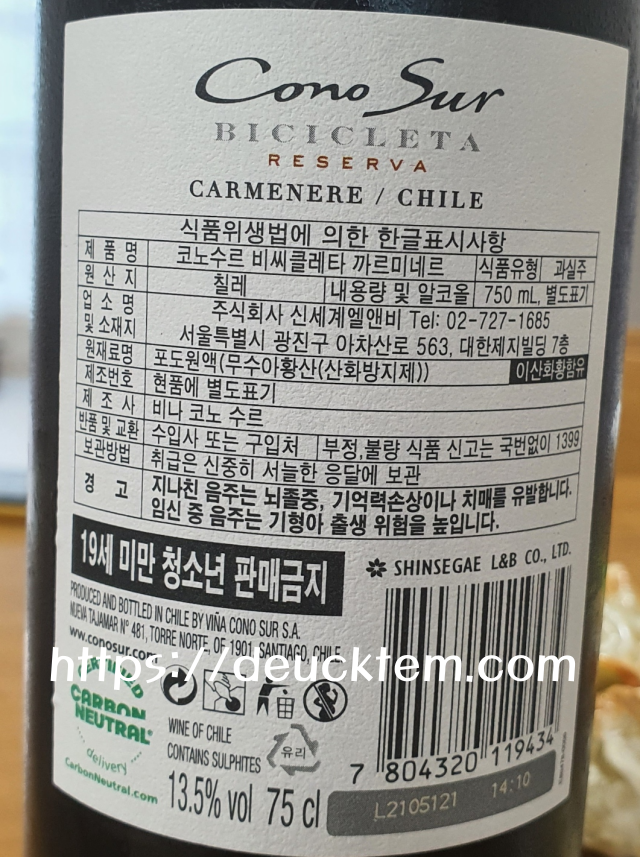 Cono Sur
BICICLETA
RESERVA
CARMENERE / CHILE
식품위생법에 의한 한글표시사항
제 품 명 코노수르 비씨클레타 까르미네르 식품유형 과실주
원 산 지 칠레 내용량 및 알코올 750 mL, 별도표기
업 소 명 및 소재지 주식회사 신세계엘앤비 Tel: 02-727-1685
서울특별시 광진구 아차산로 563, 대한제지빌딩 7층
원재료명 포도원액(무수아황산(산화방지제)) 이산화황함유
제조번호 현품에 별도표기
제 조 사 비나 코노 수르
반품 및 교환 수입사 또는 구입처 부정,불량 식품 신고는 국번없이 1399
보관방법 취급은 신중히 서늘한 응달에 보관
경 고 지나친 음주는 뇌졸중, 기억력손상이나 치매를 유발합니다.
임신 중 음주는 기형아 출생 위험을 높입니다.
19세 미만 청소년 판매금지
SHINSEGAE L&B CO., LTD.
PRODUCED AND BOTTLED IN CHILE BY VIÑA CONO SUR S.A.
NUEVA TAJAMAR Nº 481, TORRE NORTE, OF 1901, SANTIAGO, CHILE
www.conosur.com
https://deucktem.com
CERTIFIED
CARBON
NEUTRAL®
delivery
CarbonNeutral.com
WINE OF CHILE
CONTAINS SULPHITES
유리
13.5% vol 75 cl
7 804320 119434
L2105121 14:10